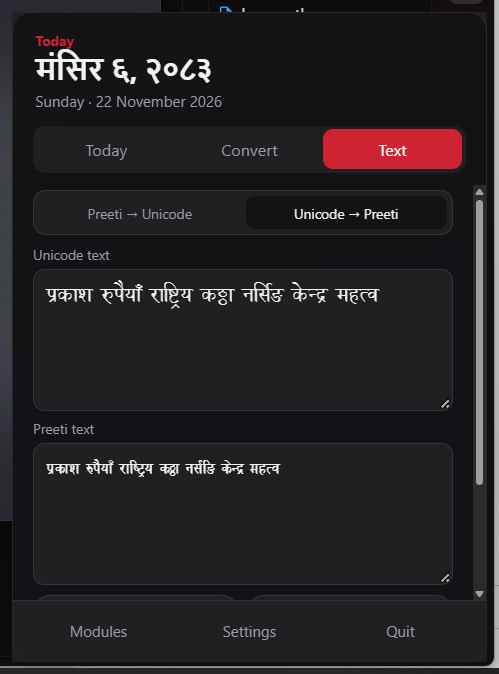 Today
मंसिर ६, २०८३
Sunday · 22 November 2026
Today Convert Text
Preeti → Unicode Unicode → Preeti
Unicode text
प्रकाश रुपैयाँ राष्ट्रिय कठ्ठा नर्सिङ केन्द्र महत्व
Preeti text
प्रकाश रुपैयाँ राष्ट्रिय कठ्ठा नर्सिङ केन्द्र महत्व
Modules Settings Quit